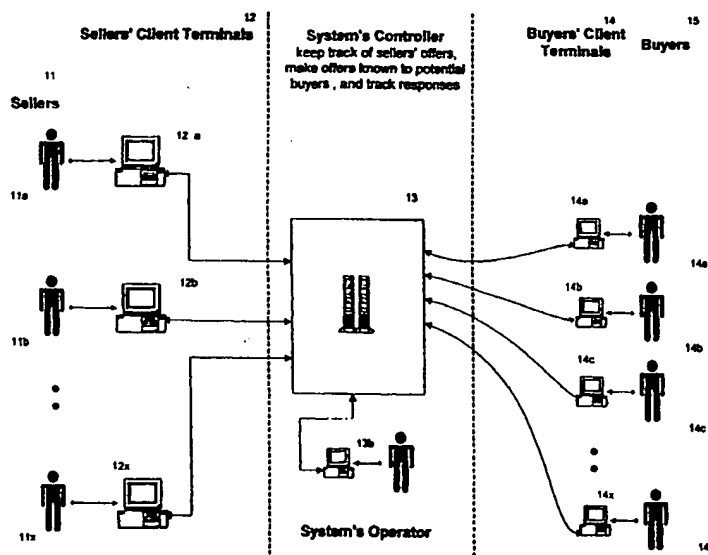 12
Sellers' Client Terminals
System's Controller
keep track of sellers' offers,
make offers known to potential
buyers , and track responses
14
Buyers' Client
Terminals
15
Buyers
11
Sellers
12 a
11a
13
14a
14a
12b
11b
14b
14b
14c
14c
12x
11x
13b
System's Operator
14x
14